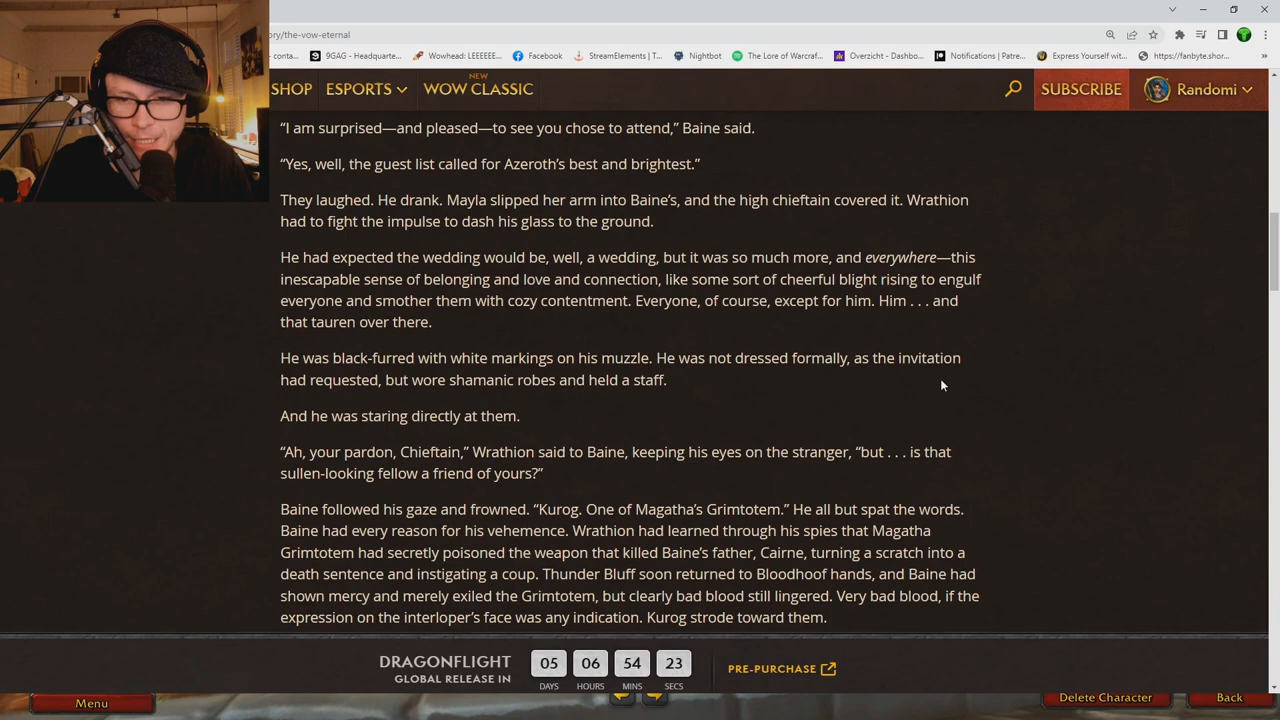 ory/the-vow-eternal
conta...
9GAG - Headquarte...
Wowhead: LEEEEEE...
Facebook
StreamElements | T...
Nightbot
The Lore of Warcraf...
Overzicht - Dashbo...
Notifications | Patre...
Express Yourself wit...
https://fanbyte.shor...
»
SHOP
ESPORTS
NEW
WOW CLASSIC
SUBSCRIBE
Randomi
“I am surprised—and pleased—to see you chose to attend,” Baine said.
“Yes, well, the guest list called for Azeroth’s best and brightest.”
They laughed. He drank. Mayla slipped her arm into Baine’s, and the high chieftain covered it. Wrathion
had to fight the impulse to dash his glass to the ground.
He had expected the wedding would be, well, a wedding, but it was so much more, and everywhere—this
inescapable sense of belonging and love and connection, like some sort of cheerful blight rising to engulf
everyone and smother them with cozy contentment. Everyone, of course, except for him. Him . . . and
that tauren over there.
He was black-furred with white markings on his muzzle. He was not dressed formally, as the invitation
had requested, but wore shamanic robes and held a staff.
And he was staring directly at them.
“Ah, your pardon, Chieftain,” Wrathion said to Baine, keeping his eyes on the stranger, “but . . . is that
sullen-looking fellow a friend of yours?”
Baine followed his gaze and frowned. “Kurog. One of Magatha’s Grimtotem.” He all but spat the words.
Baine had every reason for his vehemence. Wrathion had learned through his spies that Magatha
Grimtotem had secretly poisoned the weapon that killed Baine’s father, Cairne, turning a scratch into a
death sentence and instigating a coup. Thunder Bluff soon returned to Bloodhoof hands, and Baine had
shown mercy and merely exiled the Grimtotem, but clearly bad blood still lingered. Very bad blood, if the
expression on the interloper’s face was any indication. Kurog strode toward them.
DRAGONFLIGHT
GLOBAL RELEASE IN
05 06 54 23
DAYS HOURS MINS SECS
PRE-PURCHASE
Menu
Delete Character
Back